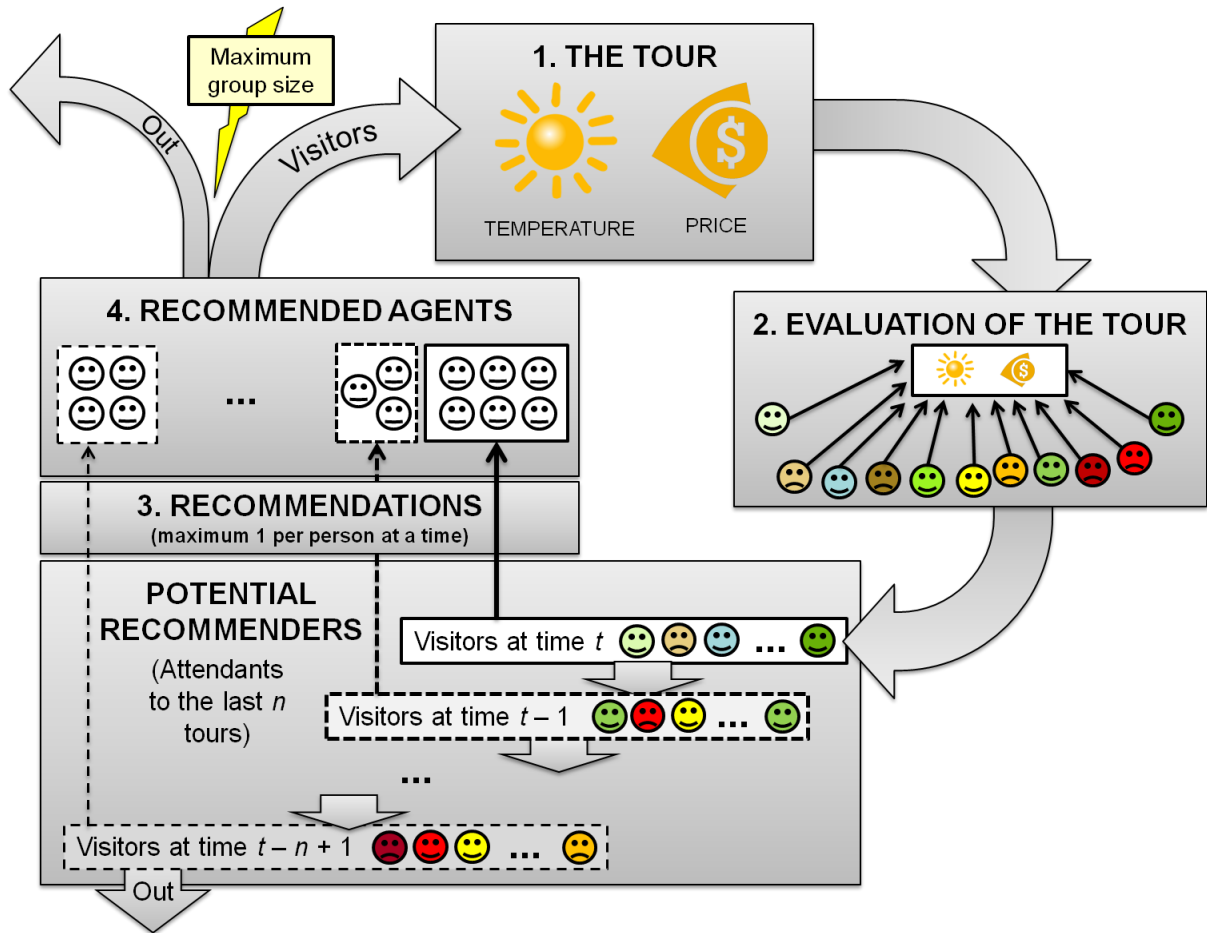 Maximum
group size
Out
Visitors
1. THE TOUR
$
TEMPERATURE
PRICE
2. EVALUATION OF THE TOUR
$
4. RECOMMENDED AGENTS
...
3. RECOMMENDATIONS
(maximum 1 per person at a time)
POTENTIAL
RECOMMENDERS
(Attendants
to the last n
tours)
Visitors at time t ...
Visitors at time t – 1 ...
...
Visitors at time t – n + 1 ...
Out